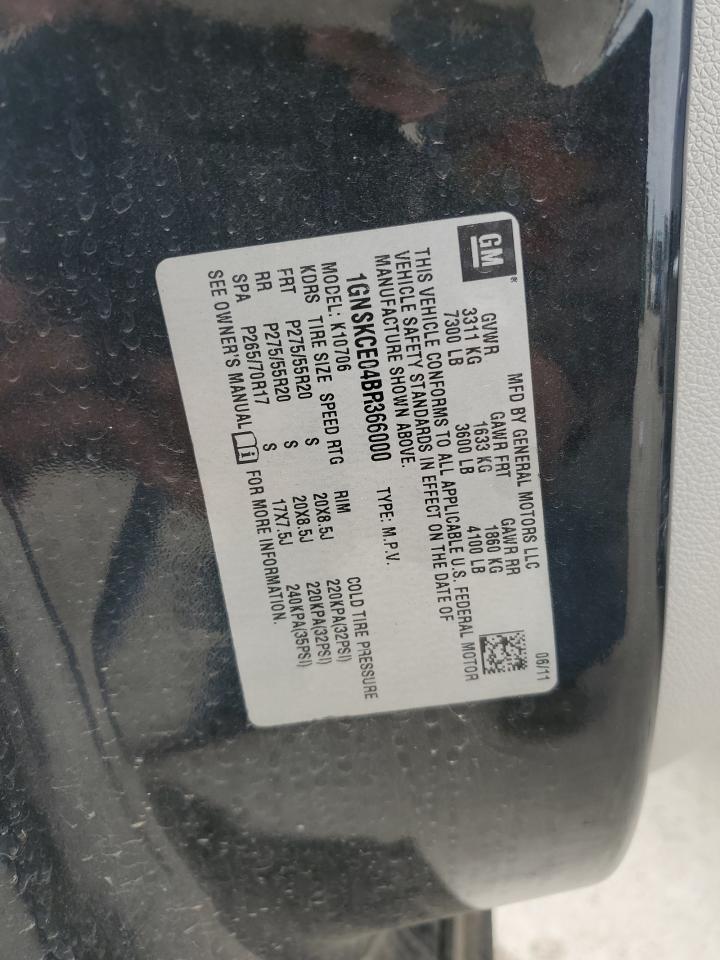 GM®
MFD BY GENERAL MOTORS LLC 06/11
GVWR GAWR FRT GAWR RR
3311 KG 1633 KG 1860 KG
7300 LB 3600 LB 4100 LB
THIS VEHICLE CONFORMS TO ALL APPLICABLE U.S. FEDERAL MOTOR
VEHICLE SAFETY STANDARDS IN EFFECT ON THE DATE OF
MANUFACTURE SHOWN ABOVE.
1GNSKCE04BR366000 TYPE: M.P.V.
MODEL: K10706
KDRS TIRE SIZE SPEED RTG RIM COLD TIRE PRESSURE
FRT P275/55R20 S 20X8.5J 220KPA(32PSI)
RR P275/55R20 S 20X8.5J 220KPA(32PSI)
SPA P265/70R17 S 17X7.5J 240KPA(35PSI)
SEE OWNER'S MANUAL i FOR MORE INFORMATION.